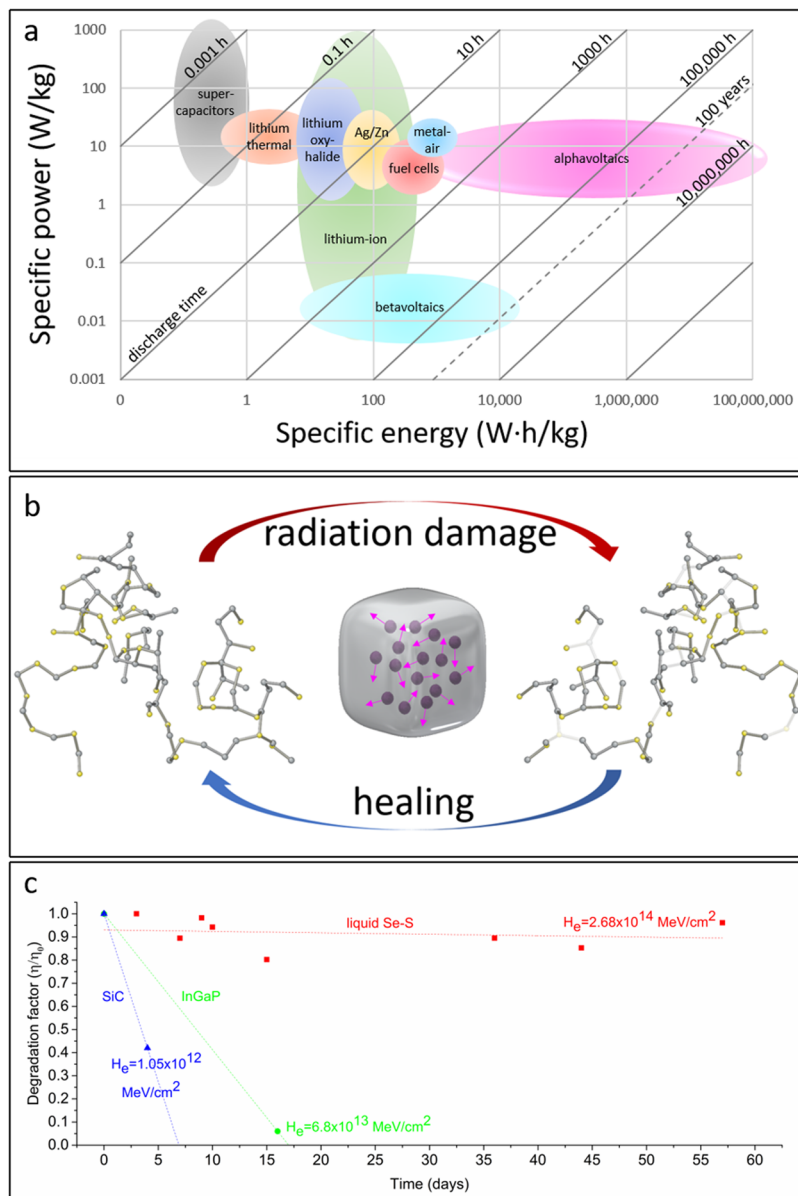 a
Specific power (W/kg)
1000
100
10
1
0.1
0.01
0.001
0
1
100
10,000
1,000,000
100,000,000
Specific energy (W·h/kg)
0.001 h
0.1 h
10 h
1000 h
100,000 h
100 years
10,000,000 h
discharge time
super-
capacitors
lithium
thermal
lithium
oxy-
halide
Ag/Zn
metal-
air
fuel cells
alphavoltaics
lithium-ion
betavoltaics
b
radiation damage
healing
c
Degradation factor (η/η0)
1.0
0.9
0.8
0.7
0.6
0.5
0.4
0.3
0.2
0.1
0.0
liquid Se-S
He=2.68x10^14 MeV/cm^2
SiC
InGaP
He=1.05x10^12
MeV/cm^2
He=6.8x10^13 MeV/cm^2
0
5
10
15
20
25
30
35
40
45
50
55
60
Time (days)